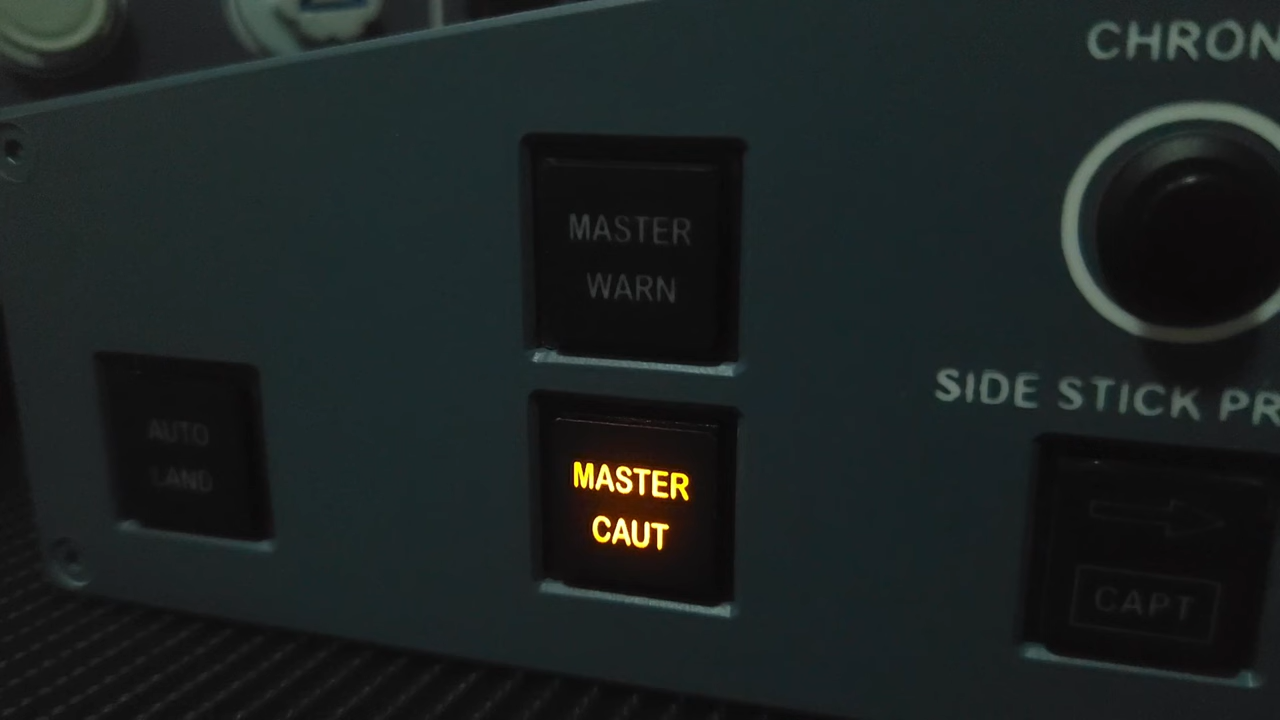 CHRON
MASTER
WARN
SIDE STICK PR
AUTO
LAND
MASTER
CAUT
CAPT